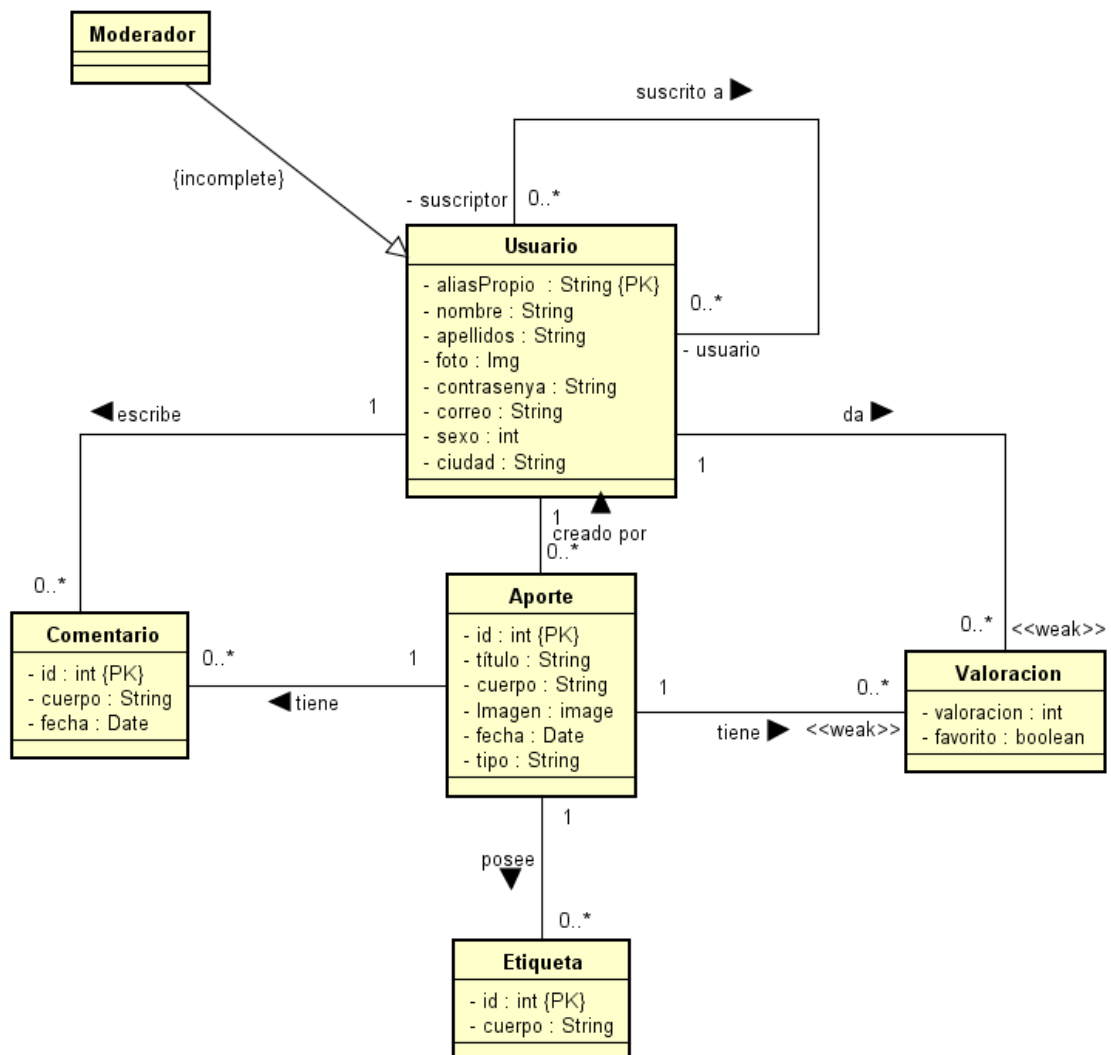 Moderador
suscrito a
{incomplete}
- suscriptor
0..*
Usuario
- aliasPropio : String {PK}
- nombre : String
- apellidos : String
- foto : Img
- contrasenya : String
- correo : String
- sexo : int
- ciudad : String
0..*
- usuario
escribe
1
da
1
1
creado por
0..*
0..*
Comentario
- id : int {PK}
- cuerpo : String
- fecha : Date
0..*
1
tiene
Aporte
- id : int {PK}
- título : String
- cuerpo : String
- Imagen : image
- fecha : Date
- tipo : String
1
0..*
tiene
<<weak>>
0..*
<<weak>>
Valoracion
- valoracion : int
- favorito : boolean
1
posee
0..*
Etiqueta
- id : int {PK}
- cuerpo : String